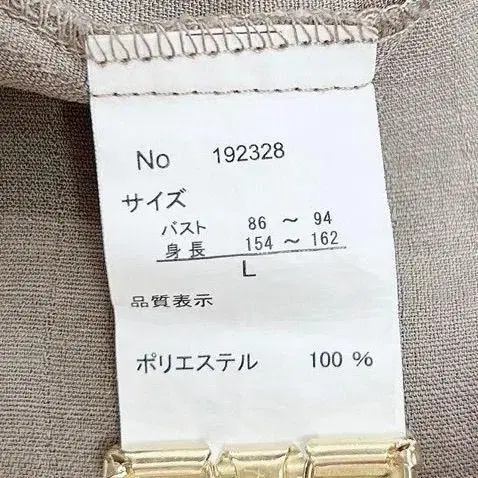 No 192328
サイズ
バスト 86 ～ 94
身長 154 ～ 162
L
品質表示
ポリエステル 100 %